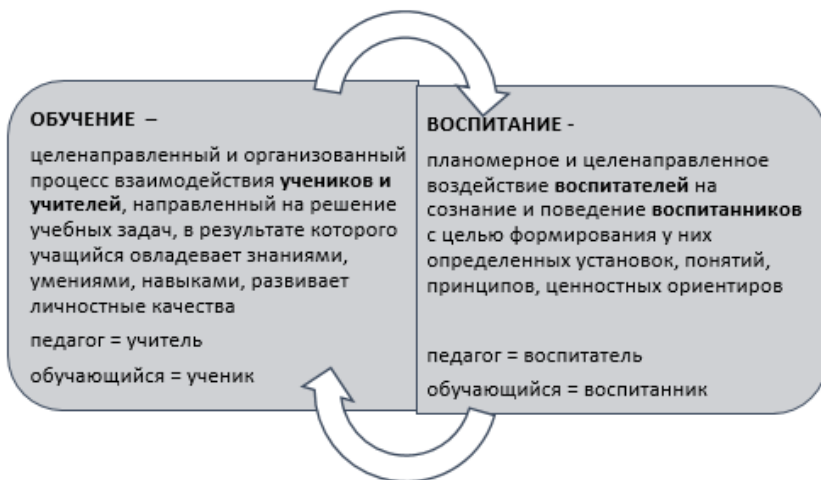 ОБУЧЕНИЕ –
целенаправленный и организованный
процесс взаимодействия учеников и
учителей, направленный на решение
учебных задач, в результате которого
учащийся овладевает знаниями,
умениями, навыками, развивает
личностные качества
педагог = учитель
обучающийся = ученик
ВОСПИТАНИЕ -
планомерное и целенаправленное
воздействие воспитателей на
сознание и поведение воспитанников
с целью формирования у них
определенных установок, понятий,
принципов, ценностных ориентиров
педагог = воспитатель
обучающийся = воспитанник